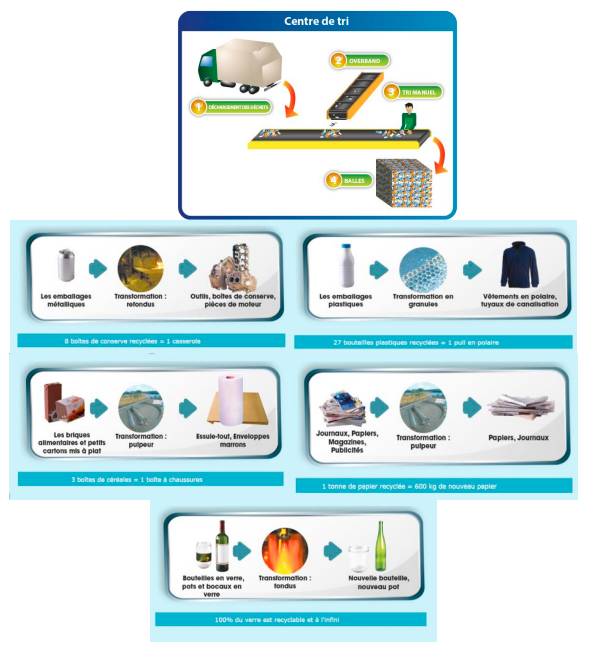 Centre de tri
2 OVERBAND
3 TRI MANUEL
1 DÉCHARGEMENT DES DÉCHETS
4 BALLES
Les emballages
métalliques
Transformation :
refondus
Outils, boîtes de conserve,
pièces de moteur
8 boîtes de conserve recyclées = 1 casserole
Les emballages
plastiques
Transformation en
granules
Vêtements en polaire,
tuyaux de canalisation
27 bouteilles plastiques recyclées = 1 pull en polaire
Les briques
alimentaires et petits
cartons mis à plat
Transformation :
pulpeur
Essuie-tout, Enveloppes
marrons
3 boîtes de céréales = 1 boîte à chaussures
Journaux, Papiers,
Magazines,
Publicités
Transformation :
pulpeur
Papiers, Journaux
1 tonne de papier recyclée = 600 kg de nouveau papier
Bouteilles en verre,
pots et bocaux en
verre
Transformation :
fondus
Nouvelle bouteille,
nouveau pot
100% du verre est recyclable et à l'infini